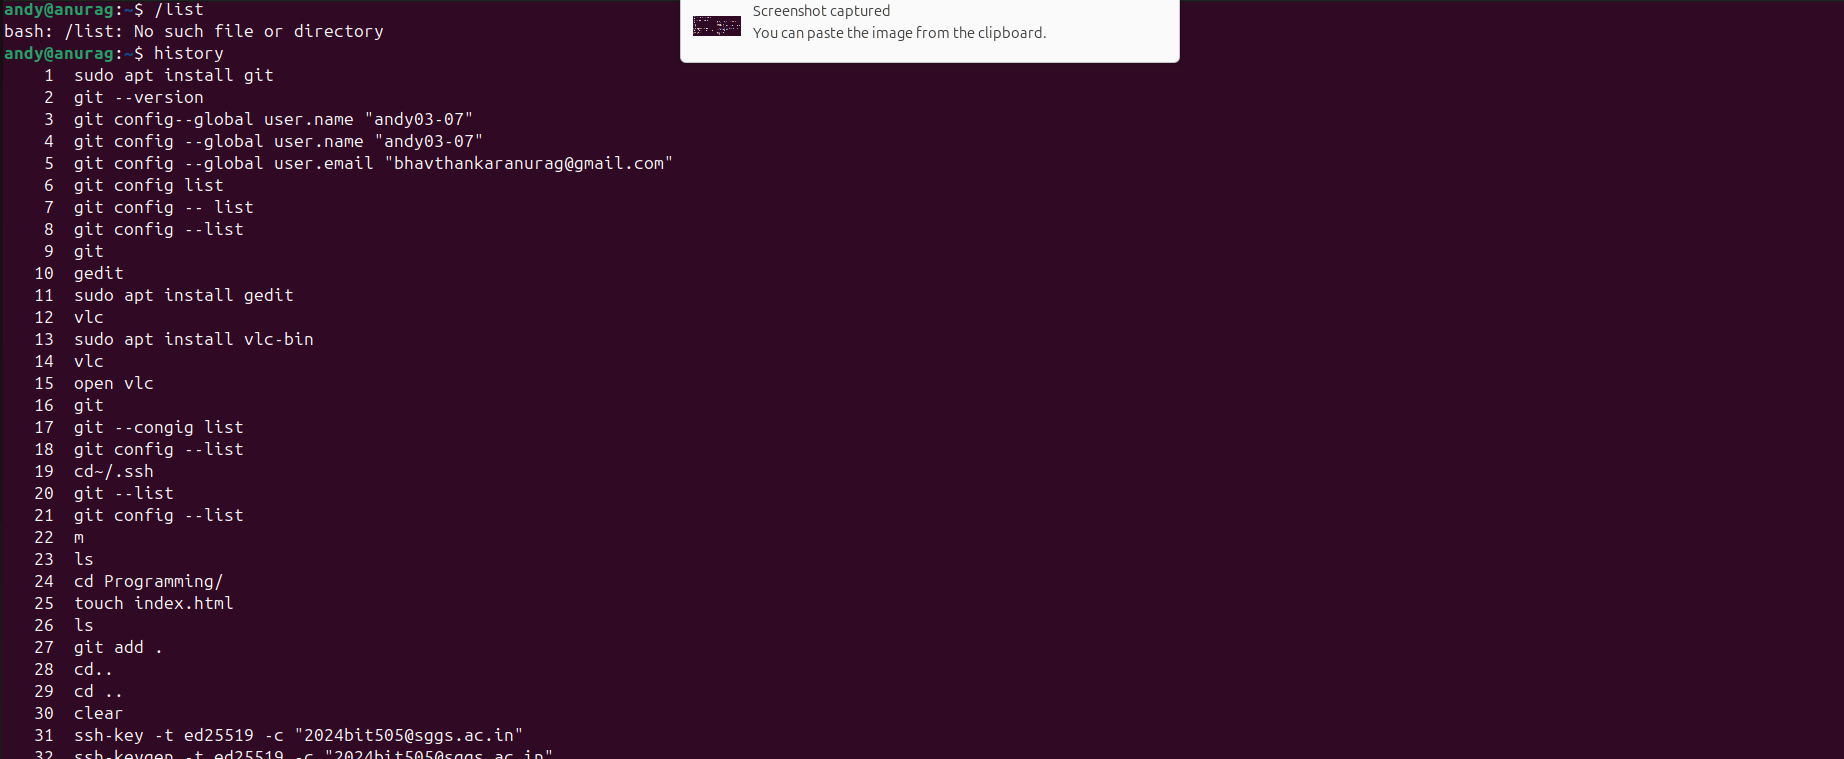 andy@anurag:~$ /list
bash: /list: No such file or directory
andy@anurag:~$ history
1 sudo apt install git
2 git --version
3 git config--global user.name "andy03-07"
4 git config --global user.name "andy03-07"
5 git config --global user.email "bhavthankaranurag@gmail.com"
6 git config list
7 git config -- list
8 git config --list
9 git
10 gedit
11 sudo apt install gedit
12 vlc
13 sudo apt install vlc-bin
14 vlc
15 open vlc
16 git
17 git --congig list
18 git config --list
19 cd~/.ssh
20 git --list
21 git config --list
22 m
23 ls
24 cd Programming/
25 touch index.html
26 ls
27 git add .
28 cd..
29 cd ..
30 clear
31 ssh-key -t ed25519 -c "2024bit505@sggs.ac.in"
32 ssh-keygen -t ed25519 -c "2024bit505@sggs.ac.in"
Screenshot captured
You can paste the image from the clipboard.